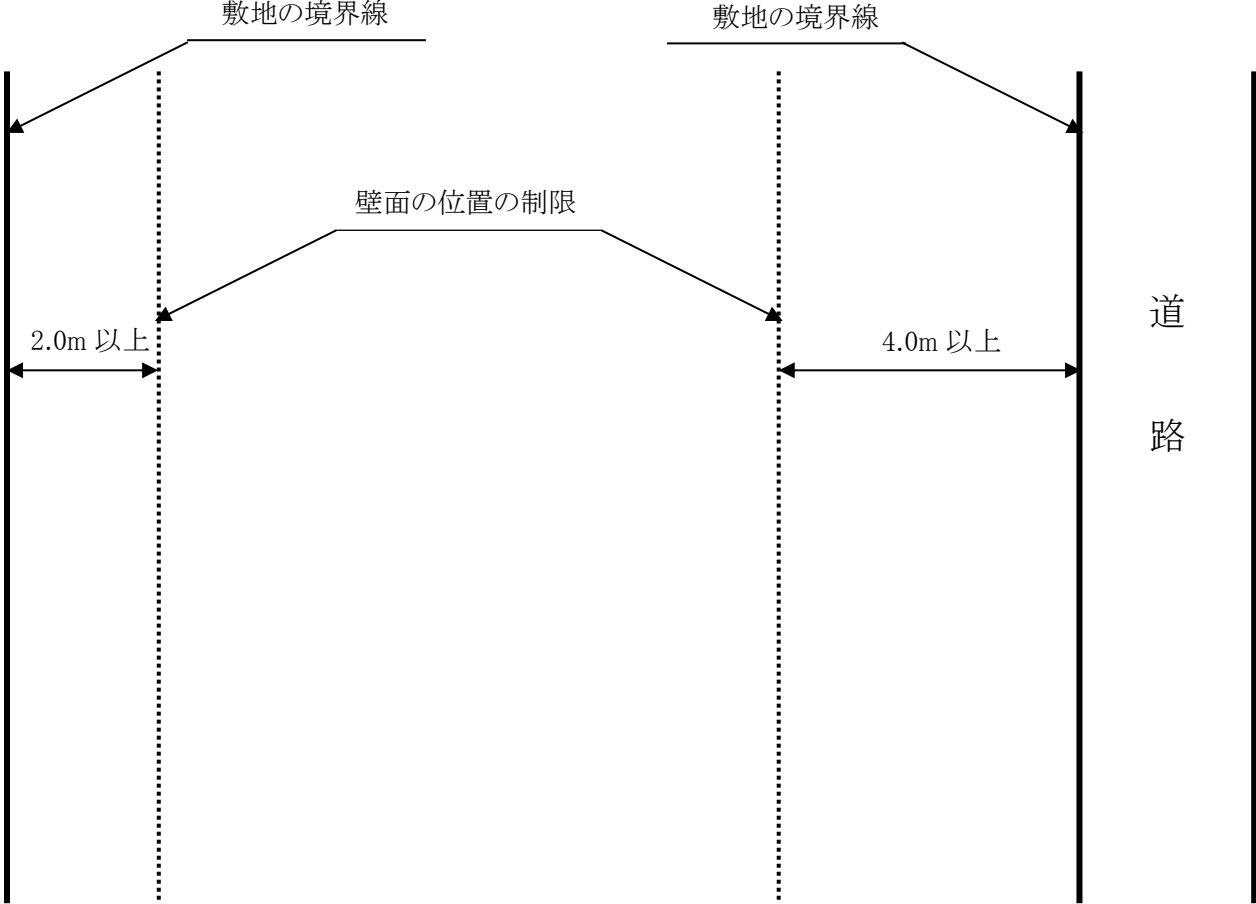 敷地の境界線
敷地の境界線
壁面の位置の制限
2.0m 以上
4.0m 以上
道
路